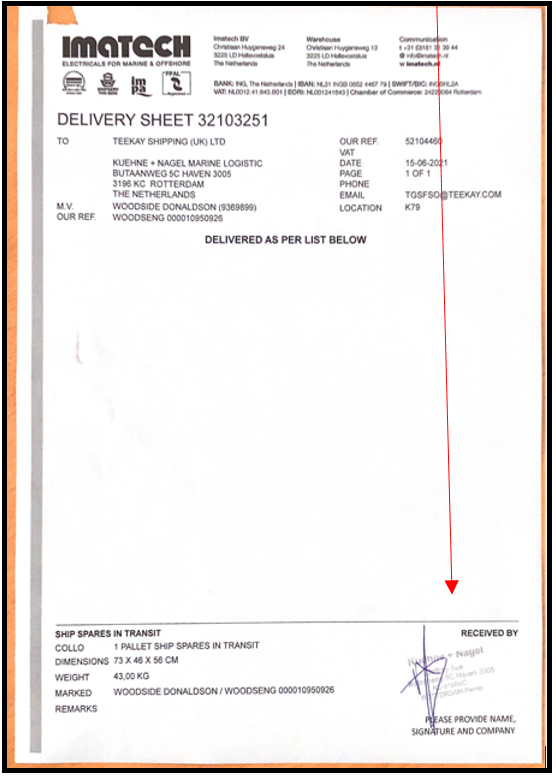 IMATECH
ELECTRICALS FOR MARINE & OFFSHORE
Imatech BV
Christiaan Huygensweg 24
3225 LD Hellevoetsluis
The Netherlands
Warehouse
Christiaan Huygensweg 13
3225 LD Hellevoetsluis
The Netherlands
Communication
t +31 (0)181 39 44
@ info@imatech.nl
w imatech.nl
im
pa
FPAL
BANK: ING, The Netherlands | IBAN: NL31 INGB 0652 4467 79 | SWIFT/BIC: INGBNL2A
VAT: NL0012.41.643.B01 | EORI: NL001241643 | Chamber of Commerce: Rotterdam
DELIVERY SHEET 32103251
TO TEEKAY SHIPPING (UK) LTD
KUEHNE + NAGEL MARINE LOGISTIC
BUTAANWEG 5C HAVEN 3005
3196 KC ROTTERDAM
THE NETHERLANDS
M.V. WOODSIDE DONALDSON (9369899)
OUR REF. WOODSENG 000010950926
OUR REF. 52104460
VAT
DATE 15-06-2021
PAGE 1 OF 1
PHONE
EMAIL TGSFSO@TEEKAY.COM
LOCATION K79
DELIVERED AS PER LIST BELOW
SHIP SPARES IN TRANSIT
COLLO 1 PALLET SHIP SPARES IN TRANSIT
DIMENSIONS 73 X 46 X 56 CM
WEIGHT 43,00 KG
MARKED WOODSIDE DONALDSON / WOODSENG 000010950926
REMARKS
RECEIVED BY
Kuehne + Nagel
5C Haven 3005
ROTTERDAM-Pernis
PLEASE PROVIDE NAME,
SIGNATURE AND COMPANY